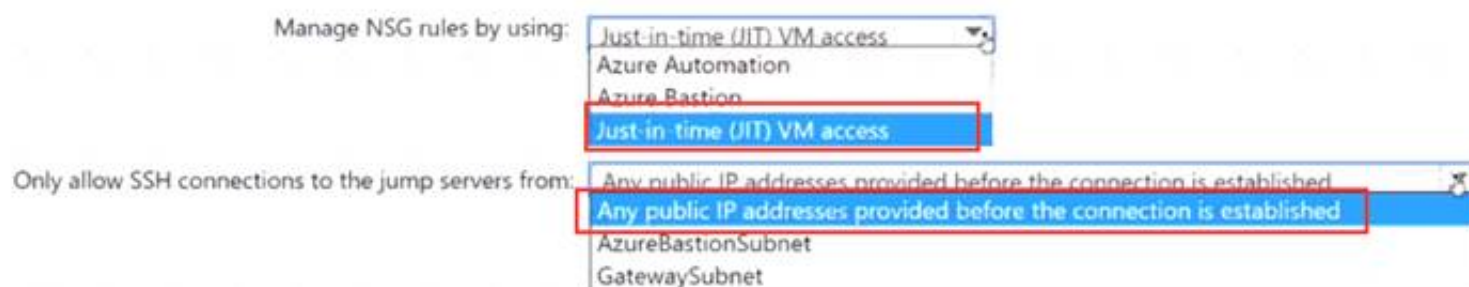 Manage NSG rules by using:
Just-in-time (JIT) VM access
Azure Automation
Azure Bastion
Just-in-time (JIT) VM access
Only allow SSH connections to the jump servers from:
Any public IP addresses provided before the connection is established
Any public IP addresses provided before the connection is established
AzureBastionSubnet
GatewaySubnet